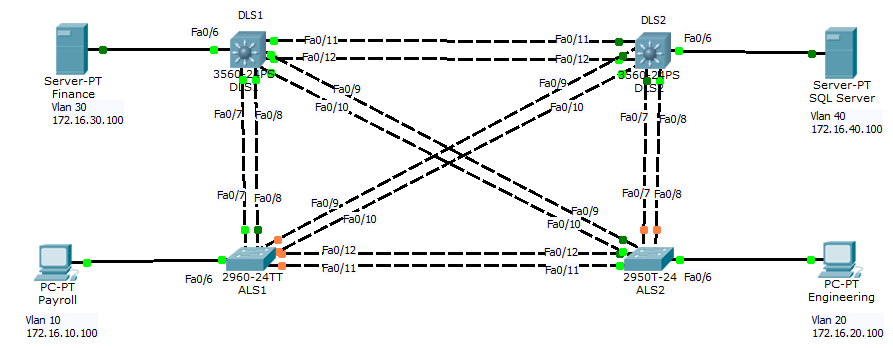 DLS1
DLS2
Fa0/6
Fa0/11
Fa0/11
Fa0/6
Fa0/12
Fa0/12
Server-PT
Finance
Vlan 30
172.16.30.100
3560-24PS
3560-24PS
Server-PT
SQL Server
Vlan 40
172.16.40.100
Fa0/9
Fa0/10
Fa0/9
Fa0/10
Fa0/7
Fa0/8
Fa0/7
Fa0/8
Fa0/7
Fa0/8
Fa0/9
Fa0/10
Fa0/9
Fa0/10
Fa0/7
Fa0/8
Fa0/12
Fa0/12
Fa0/11
Fa0/11
Fa0/6
Fa0/6
PC-PT
Payroll
Vlan 10
172.16.10.100
2960-24TT
ALS1
2950T-24
ALS2
PC-PT
Engineering
Vlan 20
172.16.20.100